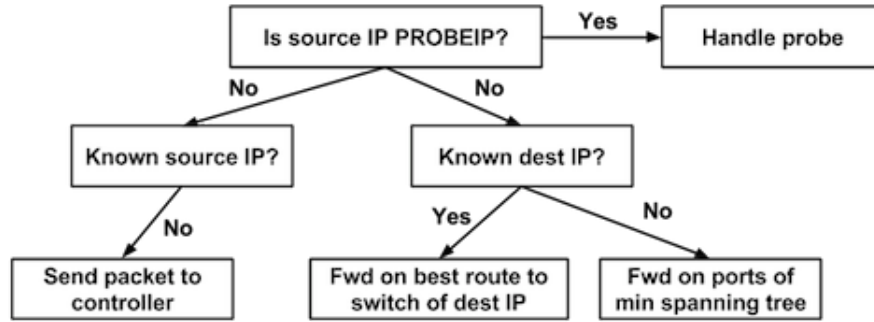 Is source IP PROBEIP?
Yes
Handle probe
No
No
Known source IP?
Known dest IP?
No
Yes
No
Send packet to
controller
Fwd on best route to
switch of dest IP
Fwd on ports of
min spanning tree